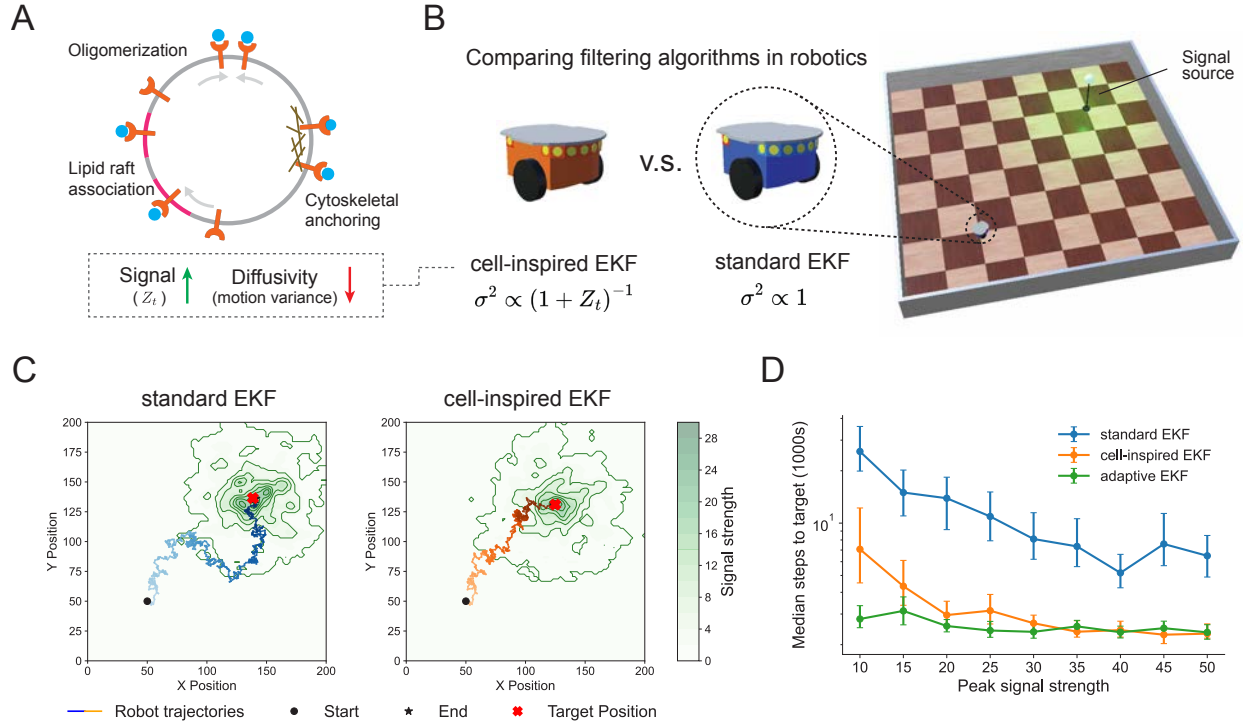 A
Oligomerization
Lipid raft
association
Cytoskeletal
anchoring
Signal
( Z_t )
Diffusivity
(motion variance)
B
Comparing filtering algorithms in robotics
v.s.
Signal
source
cell-inspired EKF
σ² ∝ (1 + Z_t)⁻¹
standard EKF
σ² ∝ 1
C
standard EKF
Y Position
200
175
150
125
100
75
50
25
0
0 50 100 150 200
X Position
cell-inspired EKF
Y Position
200
175
150
125
100
75
50
25
0
0 50 100 150 200
X Position
28
24
20
16
12
8
4
0
Signal strength
Robot trajectories
Start
End
Target Position
D
Median steps to target (1000s)
10¹
standard EKF
cell-inspired EKF
adaptive EKF
10 15 20 25 30 35 40 45 50
Peak signal strength